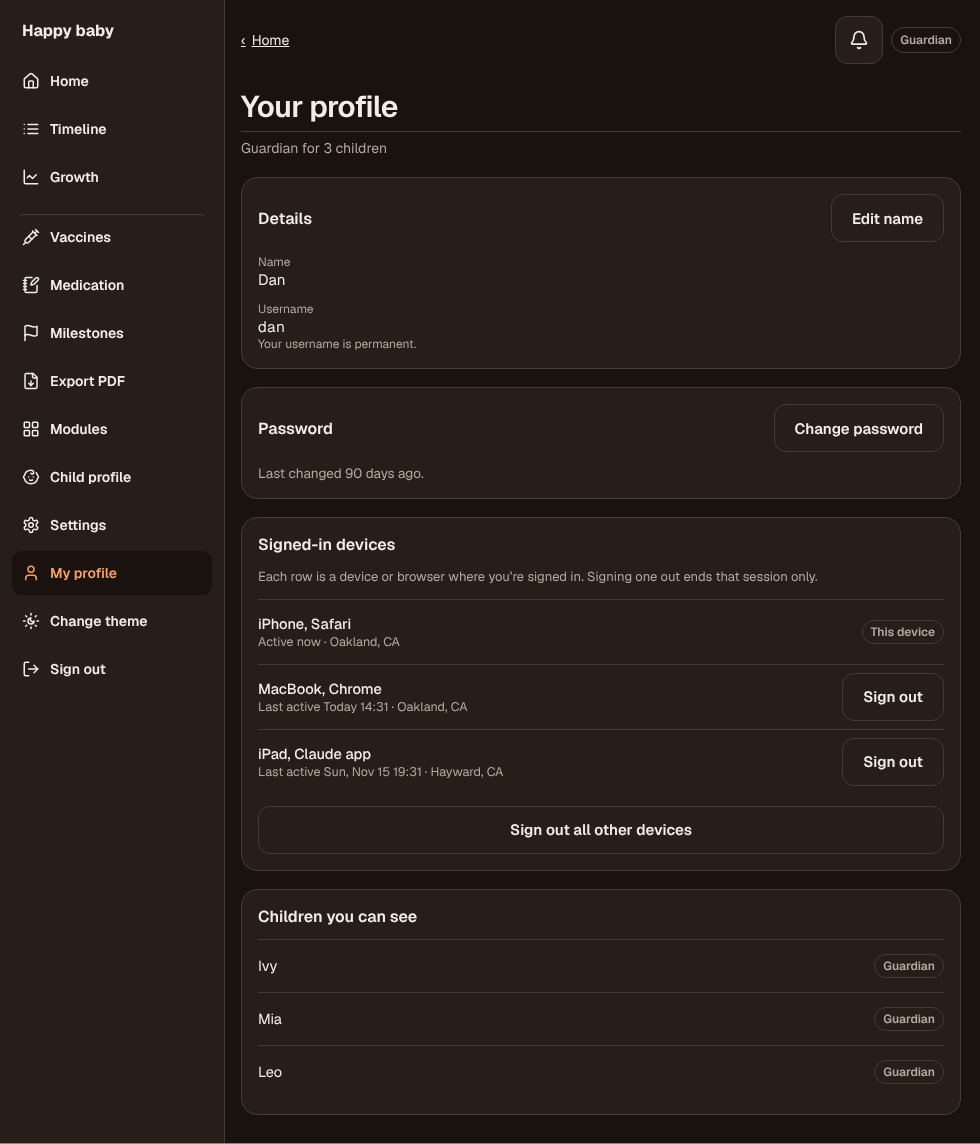 Happy baby
Home
Timeline
Growth
Vaccines
Medication
Milestones
Export PDF
Modules
Child profile
Settings
My profile
Change theme
Sign out
‹ Home
Guardian
Your profile
Guardian for 3 children
Details
Edit name
Name
Dan
Username
dan
Your username is permanent.
Password
Change password
Last changed 90 days ago.
Signed-in devices
Each row is a device or browser where you’re signed in. Signing one out ends that session only.
iPhone, Safari
Active now · Oakland, CA
This device
MacBook, Chrome
Last active Today 14:31 · Oakland, CA
Sign out
iPad, Claude app
Last active Sun, Nov 15 19:31 · Hayward, CA
Sign out
Sign out all other devices
Children you can see
Ivy
Guardian
Mia
Guardian
Leo
Guardian